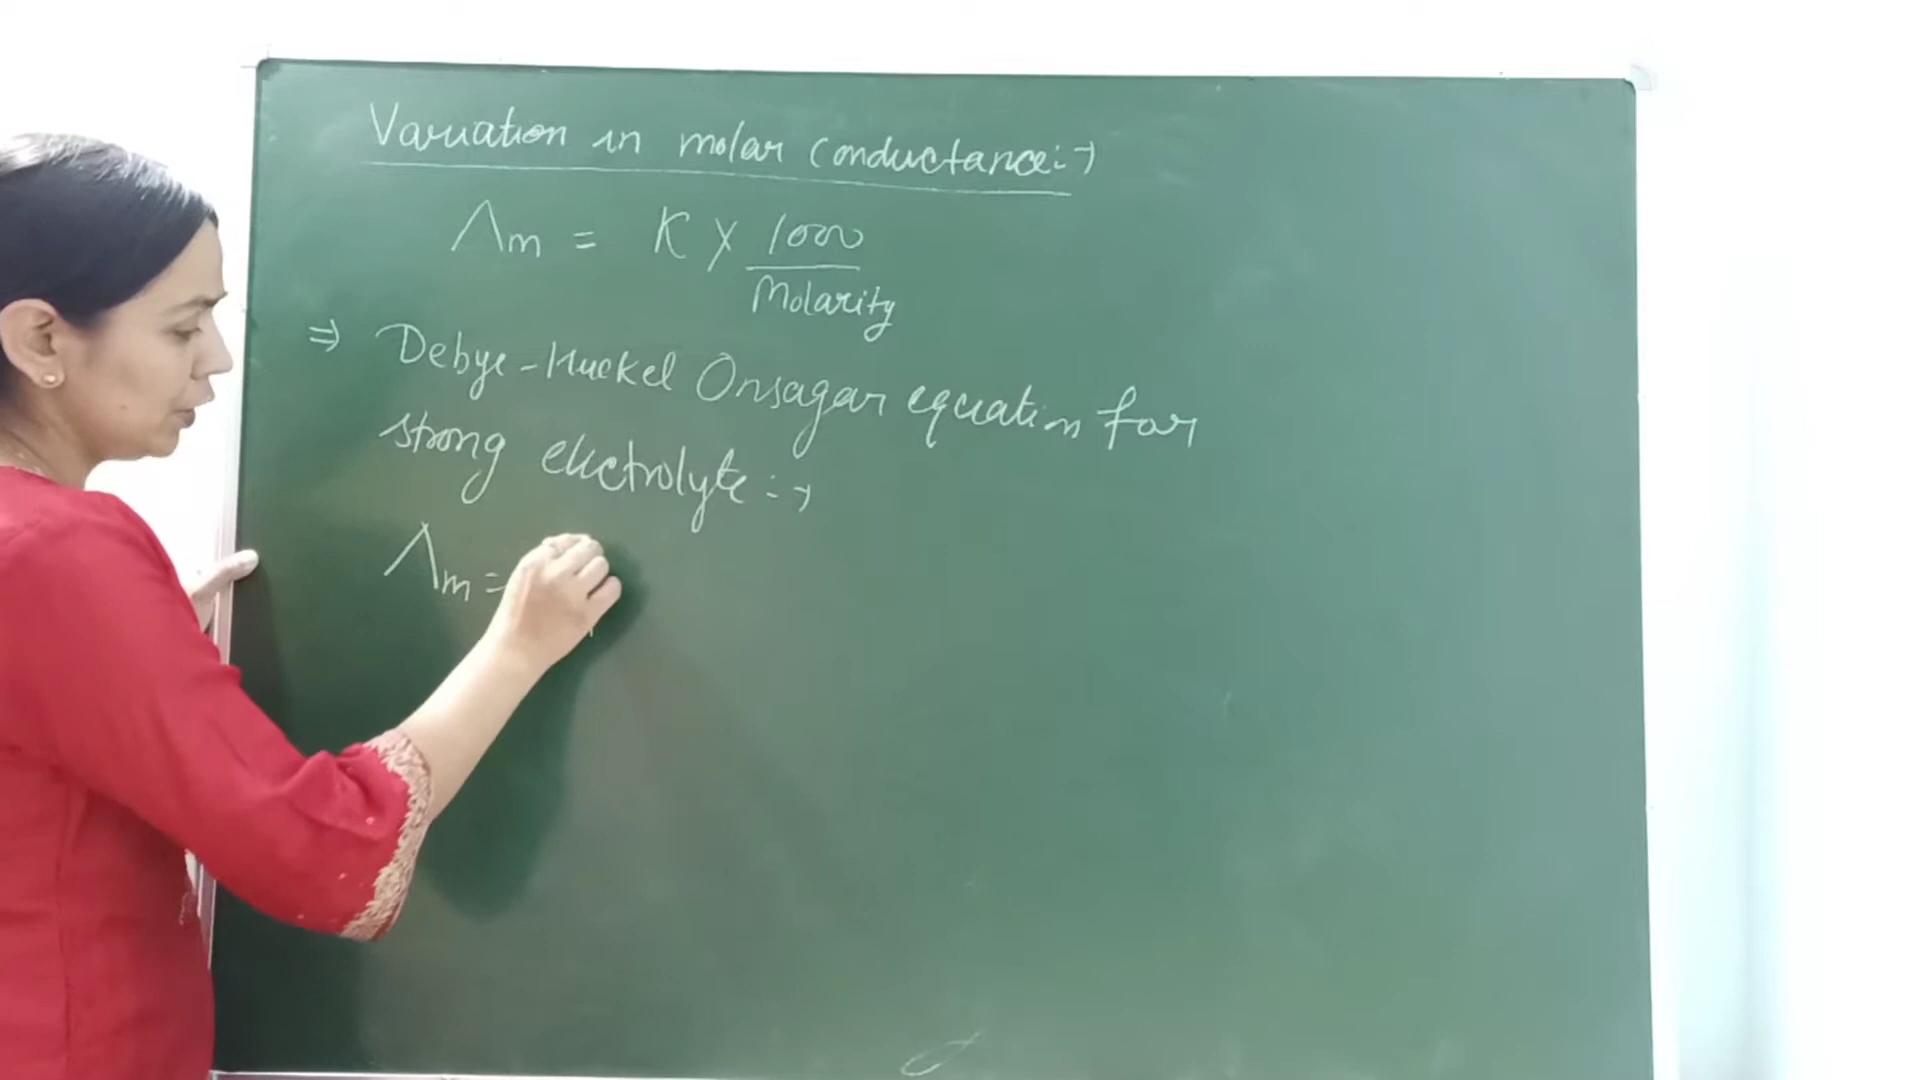 Variation in molar conductance:→
Λm = K × 1000
Molarity
⇒ Debye-Huckel Onsagar equation for
strong electrolyte:→
Λm =